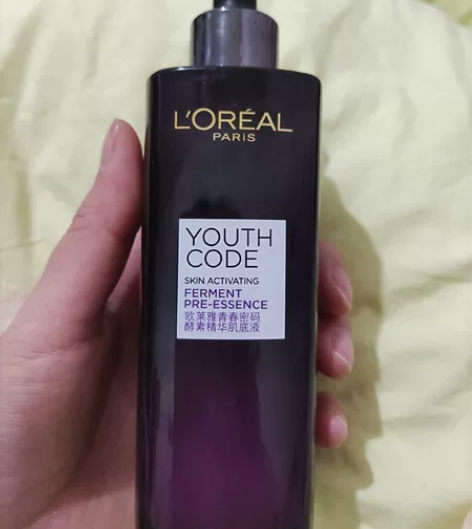 L'ORÉAL
PARIS
YOUTH
CODE
SKIN ACTIVATING
FERMENT
PRE-ESSENCE
欧莱雅青春密码
酵素精华肌底液